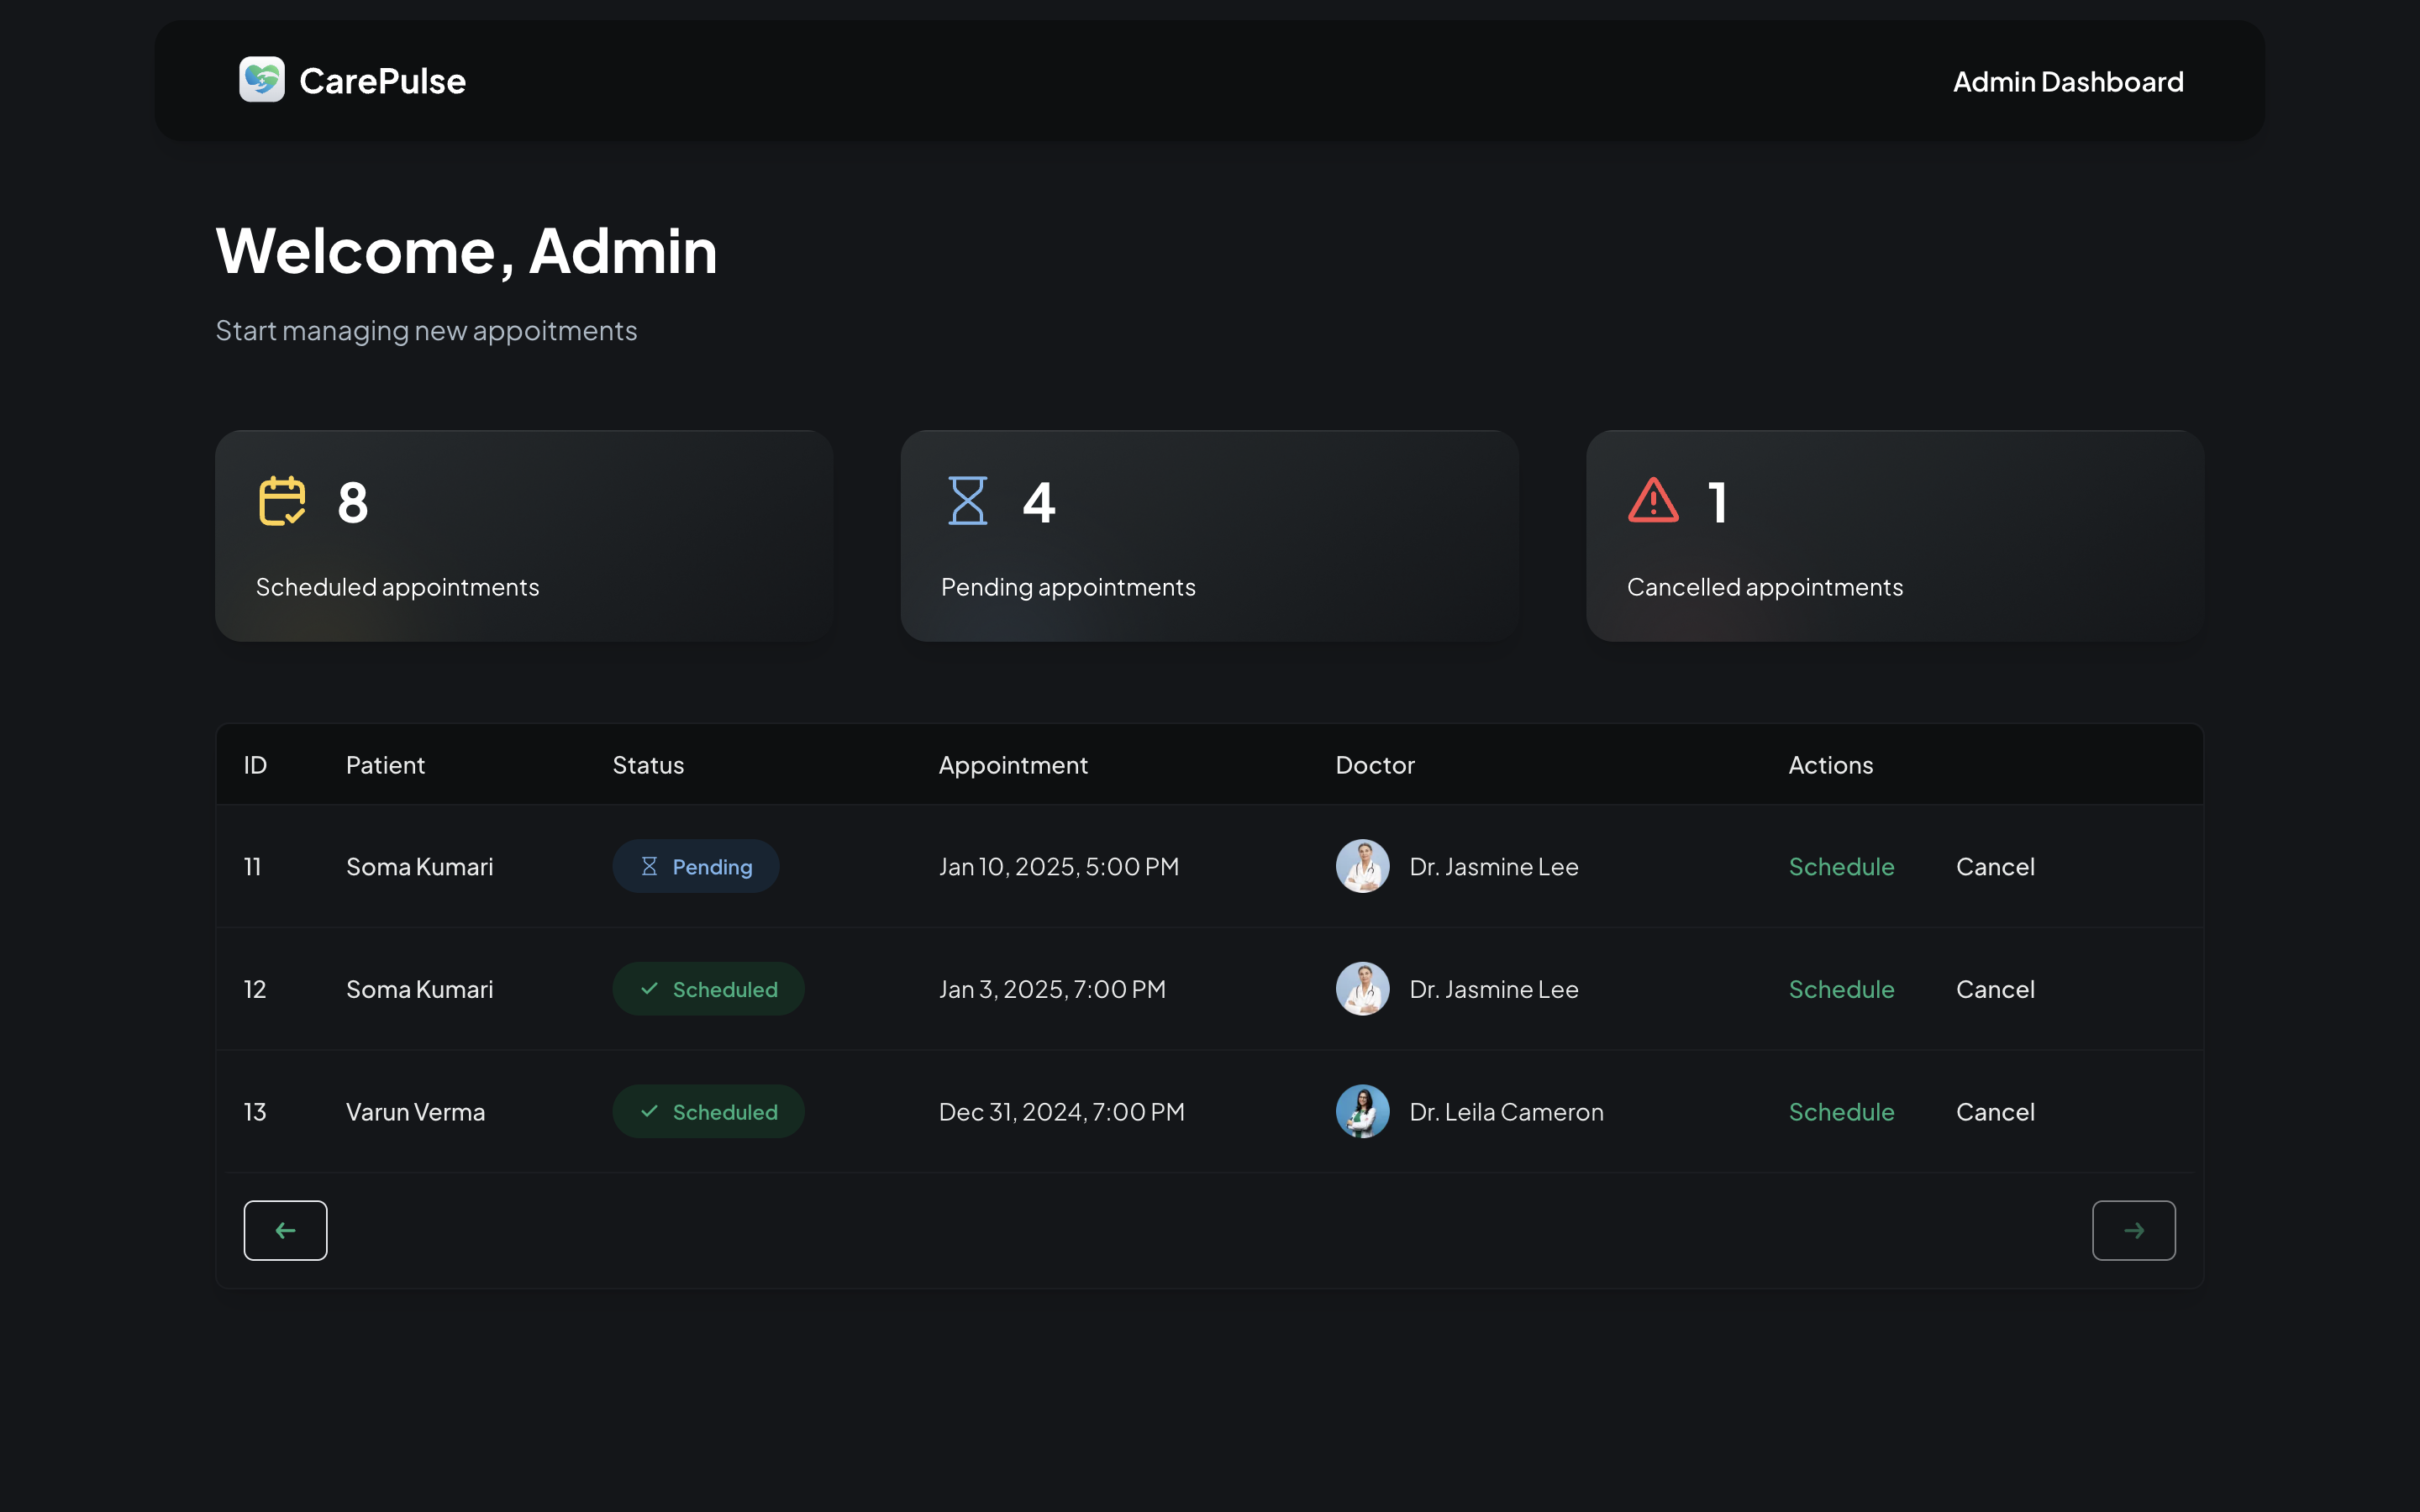 CarePulse
Admin Dashboard
Welcome, Admin
Start managing new appoitments
8
Scheduled appointments
4
Pending appointments
1
Cancelled appointments
ID Patient Status Appointment Doctor Actions
11 Soma Kumari Pending Jan 10, 2025, 5:00 PM Dr. Jasmine Lee Schedule Cancel
12 Soma Kumari Scheduled Jan 3, 2025, 7:00 PM Dr. Jasmine Lee Schedule Cancel
13 Varun Verma Scheduled Dec 31, 2024, 7:00 PM Dr. Leila Cameron Schedule Cancel